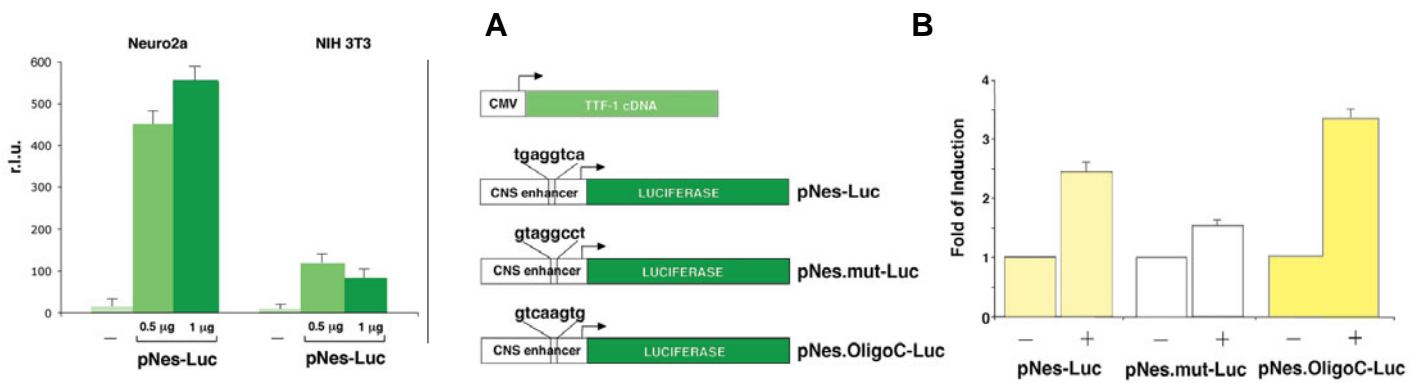 Neuro2a
NIH 3T3
r.l.u.
600
500
400
300
200
100
0
– 0.5 µg 1 µg – 0.5 µg 1 µg
pNes-Luc pNes-Luc
A
CMV TTF-1 cDNA
tgaggtca
CNS enhancer LUCIFERASE pNes-Luc
gtaggcct
CNS enhancer LUCIFERASE pNes.mut-Luc
gtcaagtg
CNS enhancer LUCIFERASE pNes.OligoC-Luc
B
Fold of Induction
4
3
2
1
0
– + – + – +
pNes-Luc pNes.mut-Luc pNes.OligoC-Luc